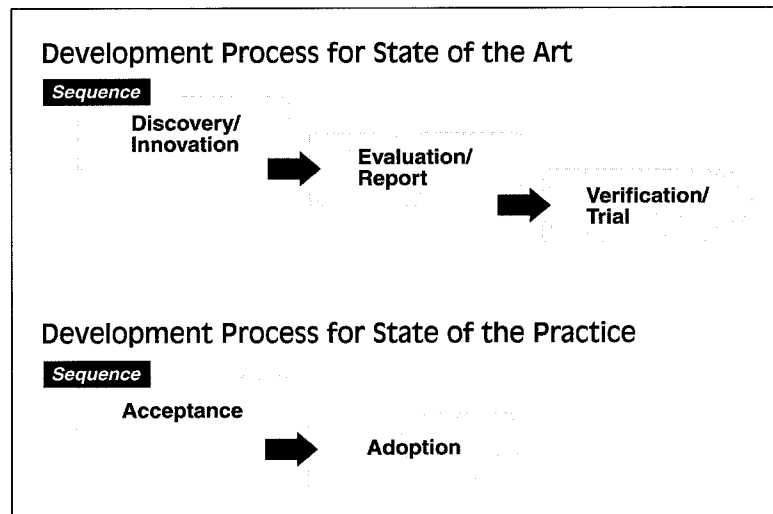 Development Process for State of the Art
Sequence
Discovery/
Innovation
Evaluation/
Report
Verification/
Trial
Development Process for State of the Practice
Sequence
Acceptance
Adoption